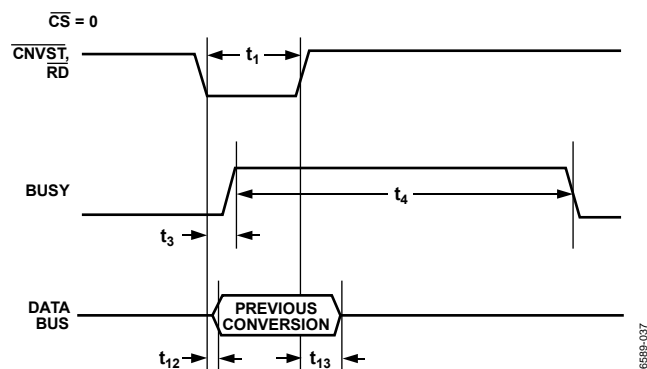 CS = 0
CNVST,
RD
t1
BUSY
t4
t3
DATA
BUS
PREVIOUS
CONVERSION
t12
t13
6589-037